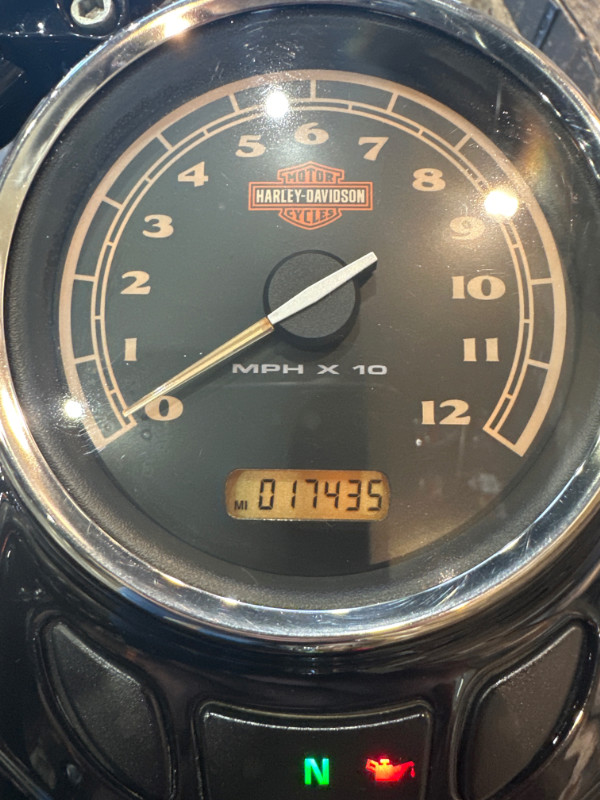 5 6 7
4 8
MOTOR
HARLEY-DAVIDSON
CYCLES
3 9
2 10
1 11
MPH X 10
0 12
MI 017435
N